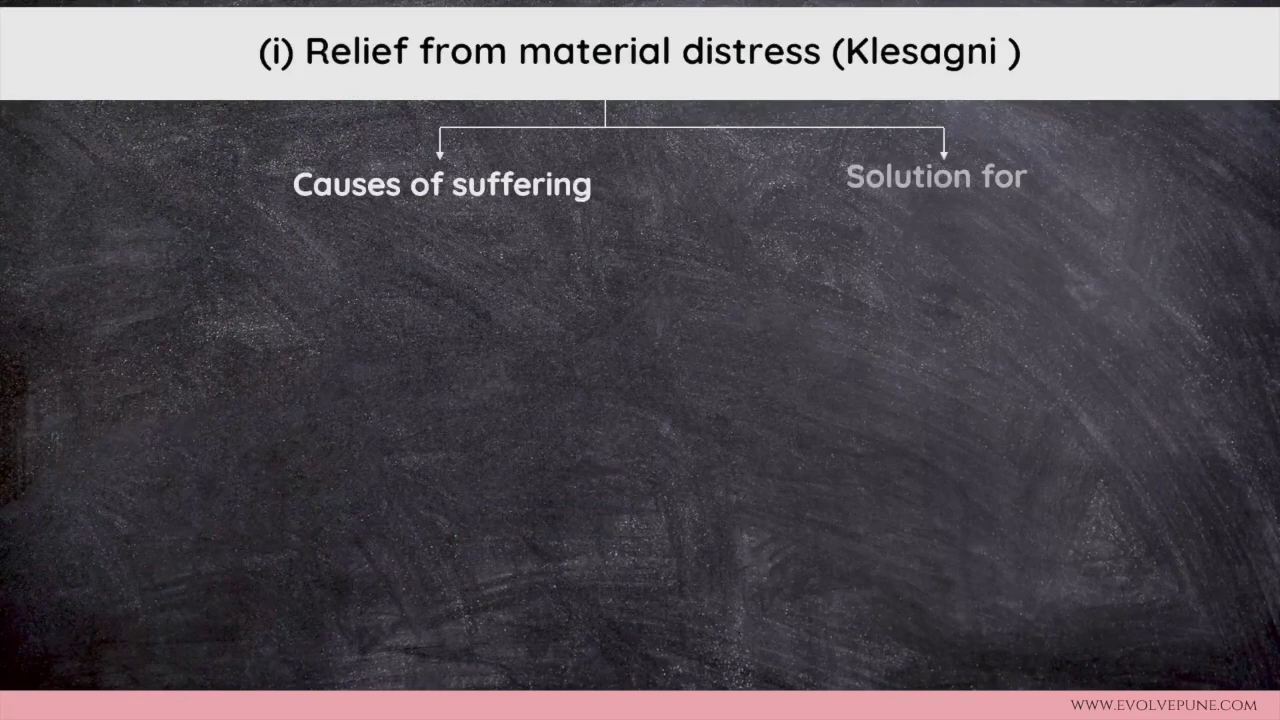 (i) Relief from material distress (Klesagni )
Causes of suffering
Solution for
WWW.EVOLVEPUNE.COM